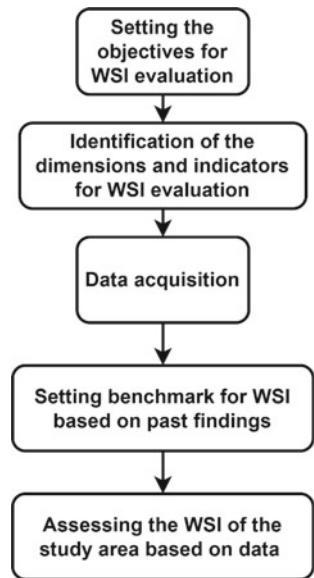 Setting the
objectives for
WSI evaluation
Identification of the
dimensions and indicators
for WSI evaluation
Data acquisition
Setting benchmark for WSI
based on past findings
Assessing the WSI of the
study area based on data